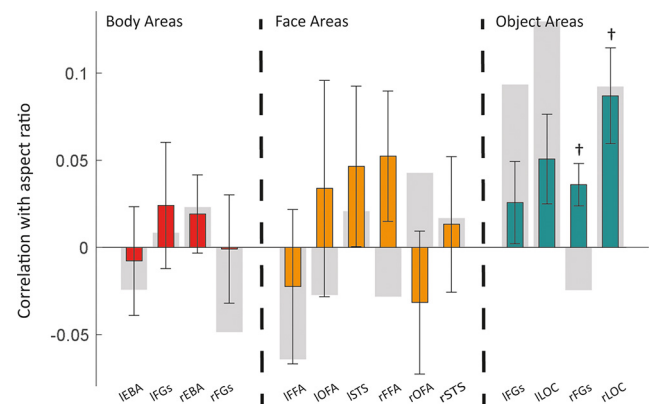 Body Areas
Face Areas
Object Areas
Correlation with aspect ratio
0.1
0.05
0
-0.05
†
†
lEBA
lFGs
rEBA
rFGs
lFFA
lOFA
lSTS
rFFA
rOFA
rSTS
lFGs
lLOC
rFGs
rLOC